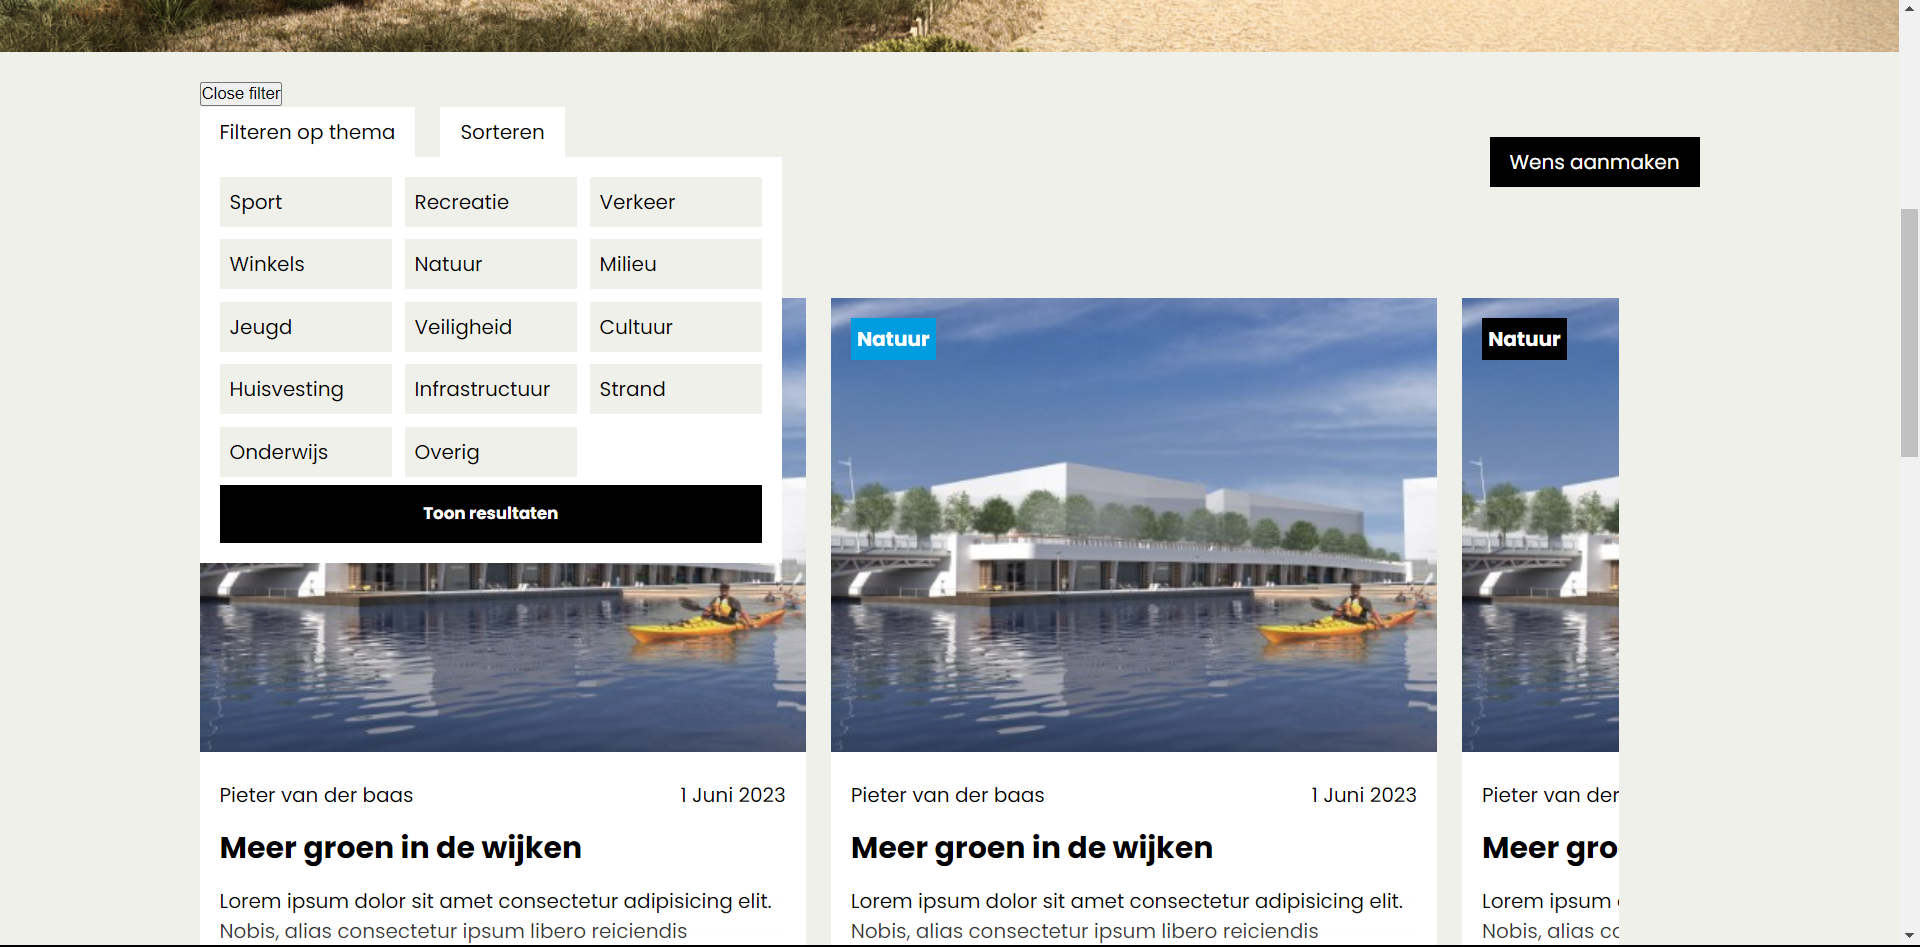 Close filter
Filteren op thema
Sorteren
Wens aanmaken
Sport
Recreatie
Verkeer
Winkels
Natuur
Milieu
Jeugd
Veiligheid
Cultuur
Huisvesting
Infrastructuur
Strand
Onderwijs
Overig
Toon resultaten
Natuur
Natuur
Pieter van der baas
1 Juni 2023
Meer groen in de wijken
Lorem ipsum dolor sit amet consectetur adipisicing elit.
Nobis, alias consectetur ipsum libero reiciendis
Pieter van der baas
1 Juni 2023
Meer groen in de wijken
Lorem ipsum dolor sit amet consectetur adipisicing elit.
Nobis, alias consectetur ipsum libero reiciendis
Pieter van der
Meer gro
Lorem ipsum
Nobis, alias co